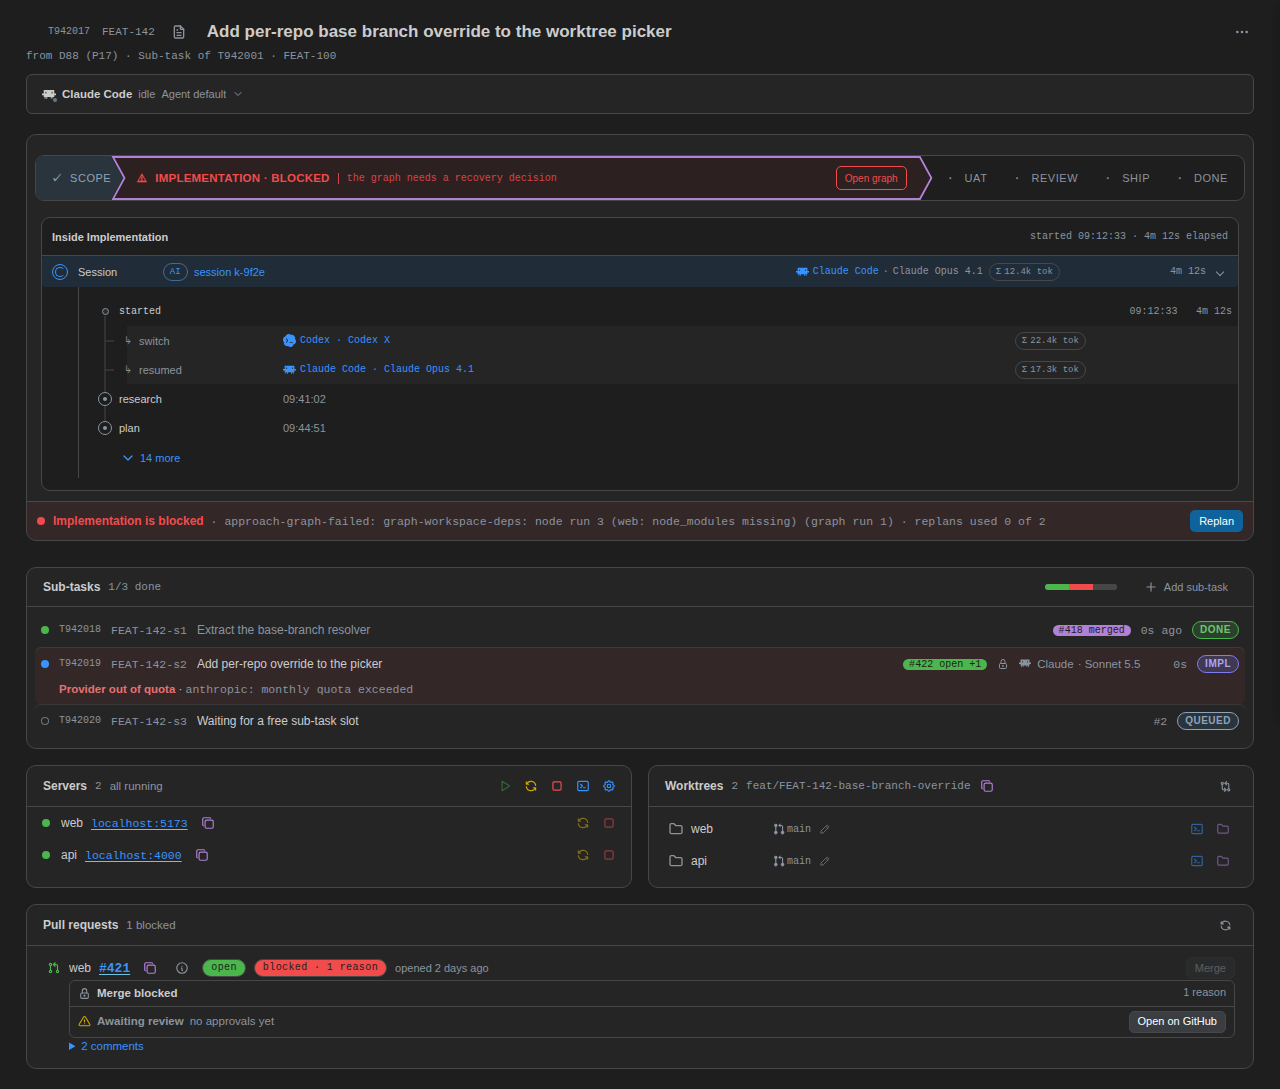 T942017 FEAT-142 Add per-repo base branch override to the worktree picker
from D88 (P17) · Sub-task of T942001 · FEAT-100
Claude Code idle Agent default
SCOPE IMPLEMENTATION · BLOCKED the graph needs a recovery decision Open graph · UAT · REVIEW · SHIP · DONE
Inside Implementation started 09:12:33 · 4m 12s elapsed
Session AI session k-9f2e Claude Code · Claude Opus 4.1 Σ 12.4k tok 4m 12s
started 09:12:33 4m 12s
↳ switch Codex · Codex X Σ 22.4k tok
↳ resumed Claude Code · Claude Opus 4.1 Σ 17.3k tok
research 09:41:02
plan 09:44:51
14 more
Implementation is blocked · approach-graph-failed: graph-workspace-deps: node run 3 (web: node_modules missing) (graph run 1) · replans used 0 of 2 Replan
Sub-tasks 1/3 done Add sub-task
T942018 FEAT-142-s1 Extract the base-branch resolver #418 merged 0s ago DONE
T942019 FEAT-142-s2 Add per-repo override to the picker #422 open +1 Claude · Sonnet 5.5 0s IMPL
Provider out of quota · anthropic: monthly quota exceeded
T942020 FEAT-142-s3 Waiting for a free sub-task slot #2 QUEUED
Servers 2 all running
web localhost:5173
api localhost:4000
Worktrees 2 feat/FEAT-142-base-branch-override
web main
api main
Pull requests 1 blocked
web #421 open blocked · 1 reason opened 2 days ago Merge
Merge blocked 1 reason
Awaiting review no approvals yet Open on GitHub
2 comments